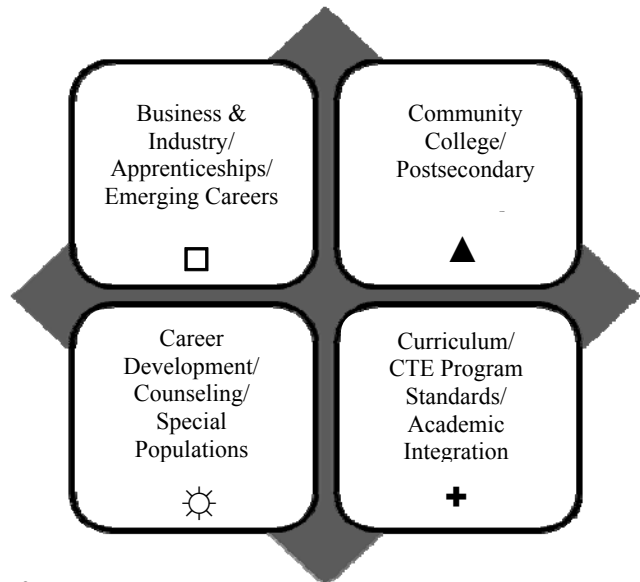 Business &
Industry/
Apprenticeships/
Emerging Careers
Community
College/
Postsecondary
Career
Development/
Counseling/
Special
Populations
Curriculum/
CTE Program
Standards/
Academic
Integration